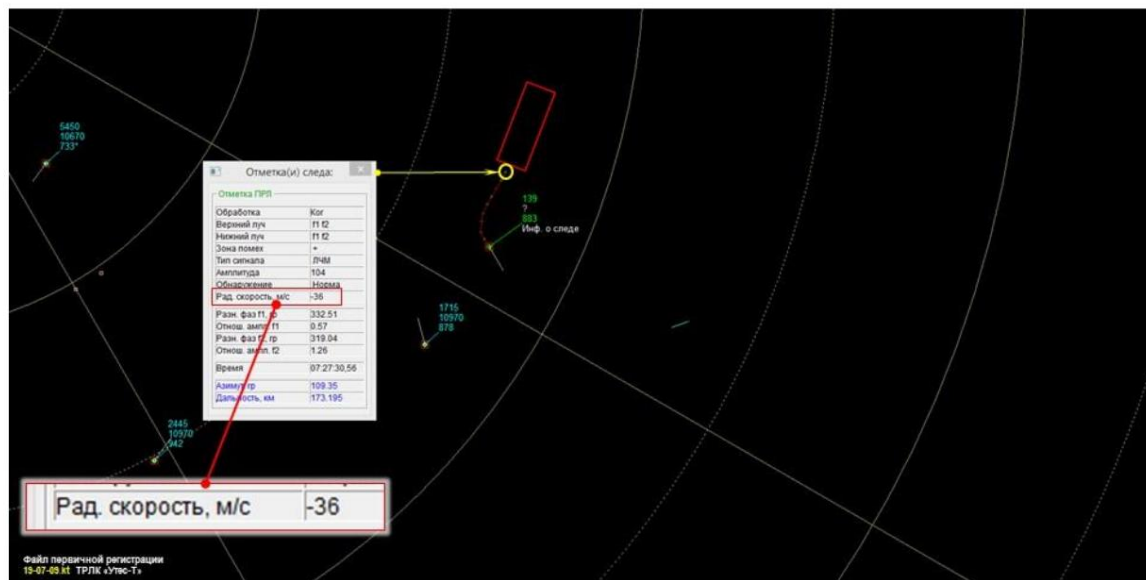 5450
10670
733*
Отметка(и) следа:
Отметка ПРЛ
Обработка Ког
Верхний луч f1 f2
Нижний луч f1 f2
Зона помех +
Тип сигнала ЛЧМ
Амплитуда 104
Обнаружение Норма
Рад. скорость, м/с -36
Разн. фаз f1, гр 332.51
Отнош. ампл. f1 0.57
Разн. фаз f2, гр 319.04
Отнош. ампл. f2 1.26
Время 07:27:30,56
Азимут, гр 109.35
Дальность, км 173.195
139
?
883
Инф. о следе
1715
10970
878
2445
10970
942
Рад. скорость, м/с -36
Файл первичной регистрации
19-07-09.kt ТРЛК «Утес-Т»